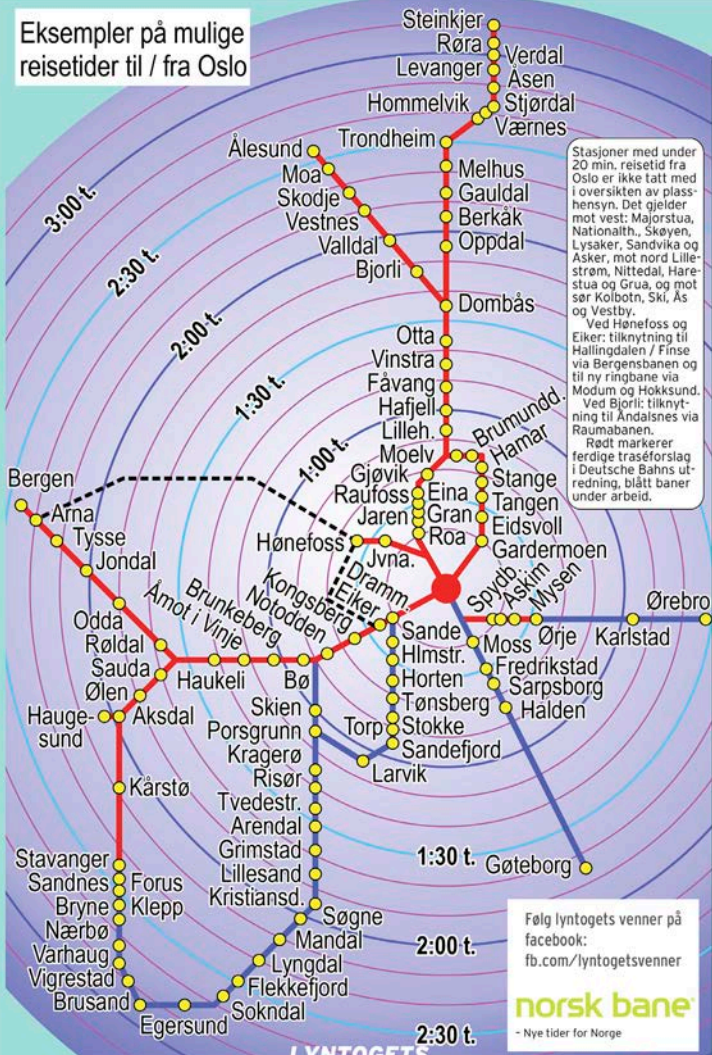 Eksempler på mulige
reisetider til / fra Oslo
Steinkjer
Røra
Verdal
Levanger
Åsen
Hommelvik
Stjørdal
Værnes
Trondheim
Ålesund
Moa
Melhus
Skodje
Gauldal
Vestnes
Berkåk
Valldal
Oppdal
Bjorli
Dombås
3:00 t.
2:30 t.
2:00 t.
1:30 t.
1:00 t.
Stasjoner med under
20 min. reisetid fra
Oslo er ikke tatt med
i oversikten av plass-
hensyn. Det gjelder
mot vest: Majorstua,
Nationalth., Skøyen,
Lysaker, Sandvika og
Asker, mot nord Lille-
strøm, Nittedal, Hare-
stua og Grua, og mot
sør Kolbotn, Ski, Ås
og Vestby.
Ved Hønefoss og
Eiker: tilknytning til
Hallingdalen / Finse
via Bergensbanen og
til ny ringbane via
Modum og Hokksund.
Ved Bjorli: tilknyt-
ning til Åndalsnes via
Raumabanen.
Rødt markerer
ferdige traséforslag
i Deutsche Bahns ut-
redning, blått baner
under arbeid.
Otta
Vinstra
Fåvang
Hafjell
Lilleh.
Moelv
Brumundd.
Hamar
Gjøvik
Stange
Raufoss
Eina
Tangen
Jaren
Gran
Eidsvoll
Roa
Gardermoen
Hønefoss
Jvna.
Bergen
Arna
Tysse
Jondal
Odda
Røldal
Sauda
Ølen
Hauge-
sund
Aksdal
Åmot i Vinje
Haukeli
Brunkeberg
Notodden
Kongsberg
Eiker
Dramm.
Bø
Spydb.
Askim
Mysen
Ørje
Karlstad
Ørebro
Sande
Hlmstr.
Horten
Tønsberg
Torp
Stokke
Sandefjord
Larvik
Moss
Fredrikstad
Sarpsborg
Halden
Gøteborg
Skien
Porsgrunn
Kragerø
Risør
Tvedestr.
Arendal
Grimstad
Lillesand
Kristiansd.
Søgne
Mandal
Lyngdal
Flekkefjord
Sokndal
Egersund
Kårstø
Stavanger
Sandnes
Forus
Bryne
Klepp
Nærbø
Varhaug
Vigrestad
Brusand
1:30 t.
2:00 t.
2:30 t.
Følg lyntogets venner på
facebook:
fb.com/lyntogetsvenner
norsk bane
- Nye tider for Norge
LYNTOGETS